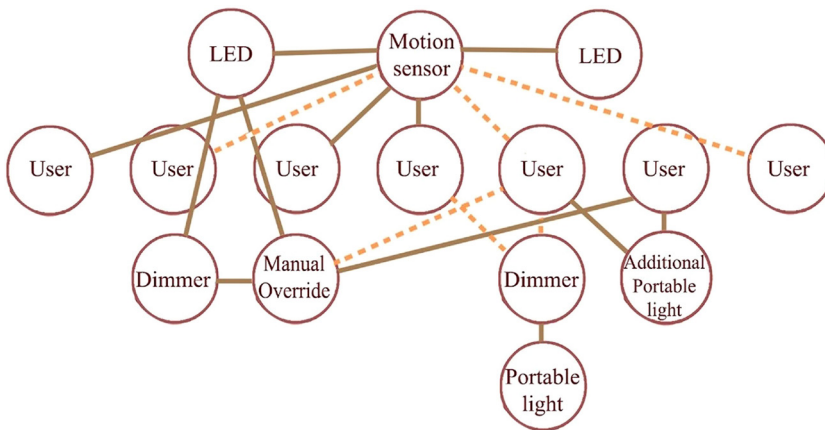 LED
Motion
sensor
LED
User
User
User
User
User
User
User
Dimmer
Manual
Override
Dimmer
Additional
Portable
light
Portable
light